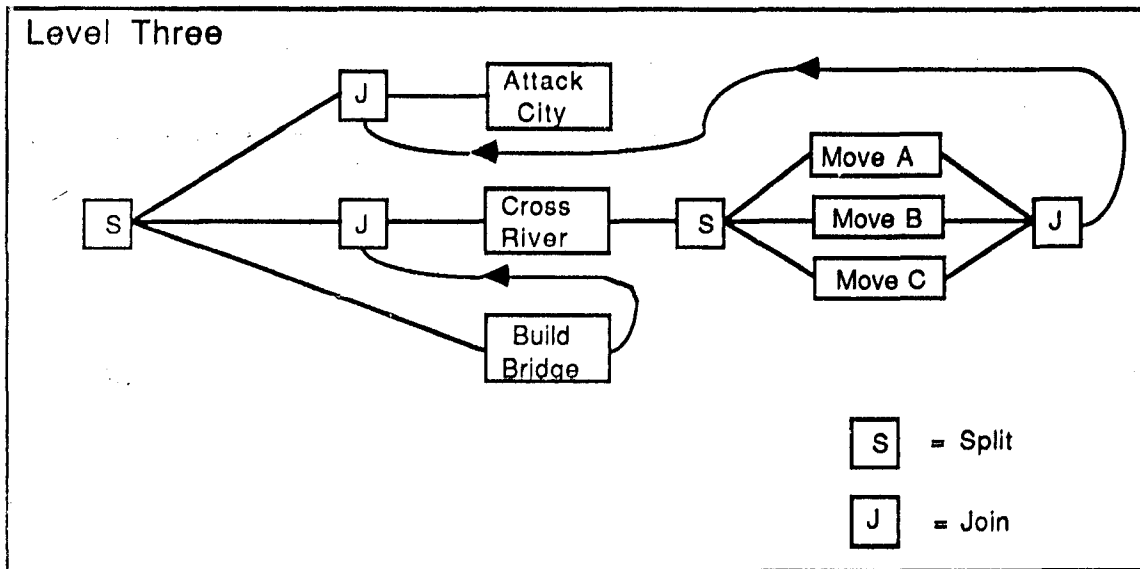 Level Three
J
Attack
City
Move A
S
J
Cross
River
S
Move B
J
Move C
Build
Bridge
S = Split
J = Join